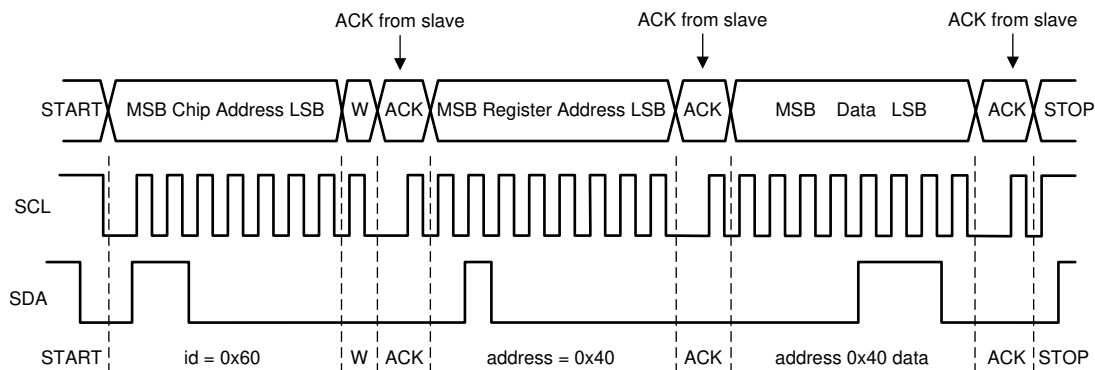 ACK from slave ACK from slave ACK from slave
START MSB Chip Address LSB W ACK MSB Register Address LSB ACK MSB Data LSB ACK STOP
SCL
SDA
START id = 0x60 W ACK address = 0x40 ACK address 0x40 data ACK STOP